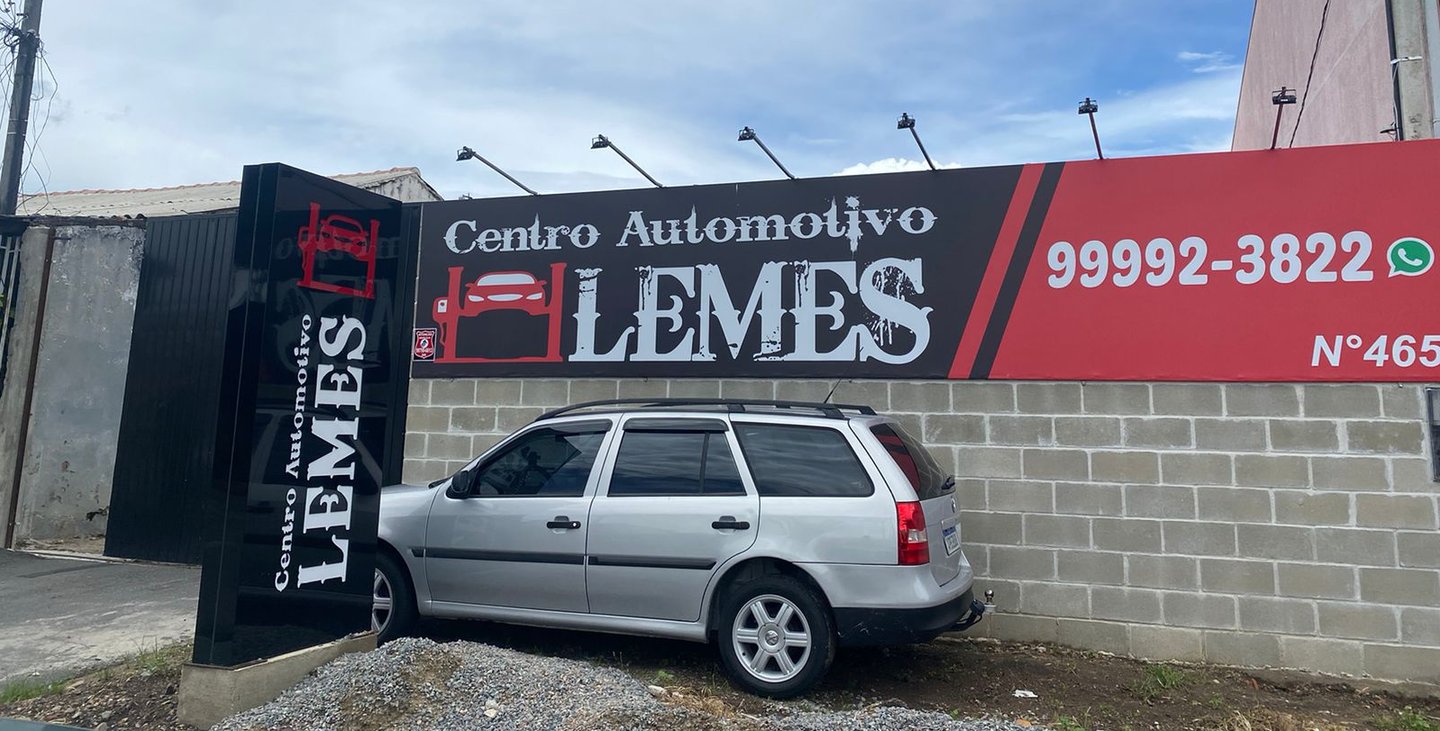 Centro Automotivo
LEMES
99992-3822
N°465
Centro Automotivo
LEMES